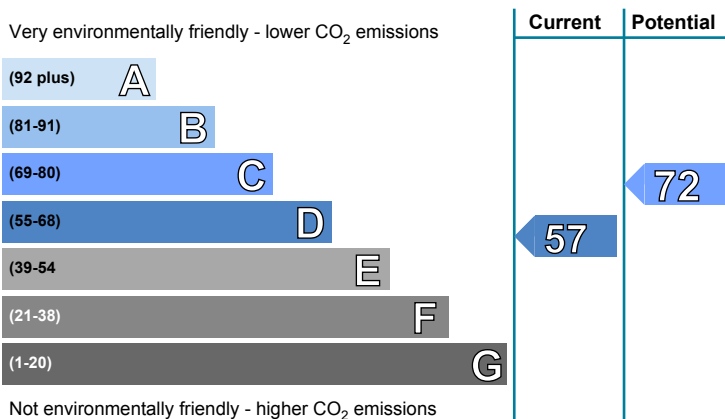 Very environmentally friendly - lower CO2 emissions
Current
Potential
(92 plus) A
(81-91) B
(69-80) C
72
(55-68) D
57
(39-54 E
(21-38) F
(1-20) G
Not environmentally friendly - higher CO2 emissions